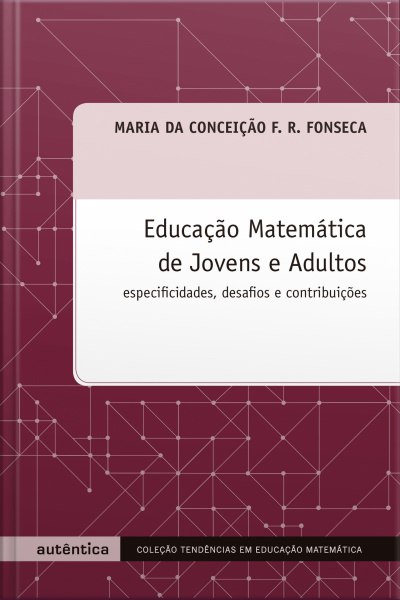 MARIA DA CONCEIÇÃO F. R. FONSECA
Educação Matemática
de Jovens e Adultos
especificidades, desafios e contribuições
autêntica
COLEÇÃO TENDÊNCIAS EM EDUCAÇÃO MATEMÁTICA